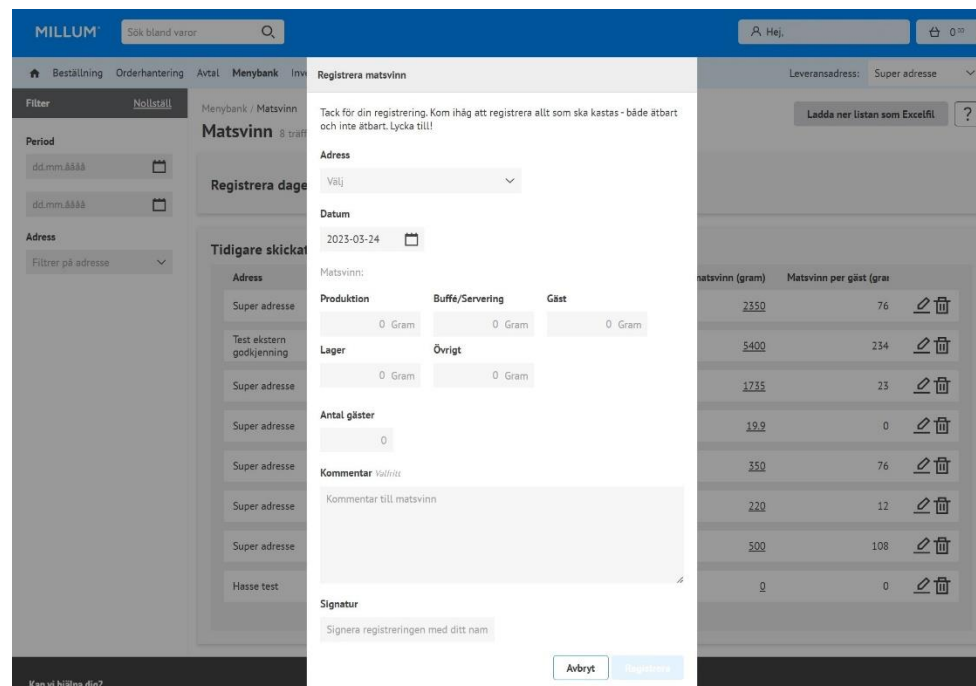 MILLUM
Sök bland varor
Hej,
0
Beställning Orderhantering Avtal Menybank
Leveransadress: Super adresse
Filter Nollställ
Period
dd.mm.åååå
dd.mm.åååå
Adress
Filtrer på adresse
Menybank / Matsvinn
Matsvinn 8
Ladda ner listan som Excelfil ?
Registrera
Tidigare
Adress
matsvinn (gram) Matsvinn per gäst
Super adresse 2350 76
Test ekstern
godkjenning
5400 234
Super adresse 1735 23
Super adresse 19.9 0
Super adresse 350 76
Super adresse 220 12
Super adresse 500 108
Hasse test 0 0
Registrera matsvinn
Tack för din registrering. Kom ihåg att registrera allt som ska kastas - både ätbart
och inte ätbart. Lycka till!
Adress
Välj
Datum
2023-03-24
Matsvinn:
Produktion Buffé/Servering Gäst
0 Gram 0 Gram 0 Gram
Lager Övrigt
0 Gram 0 Gram
Antal gäster
0
Kommentar Valfritt
Kommentar till matsvinn
Signatur
Signera registreringen med ditt nam
Avbryt Registrera
Kan vi hjälpa dig?